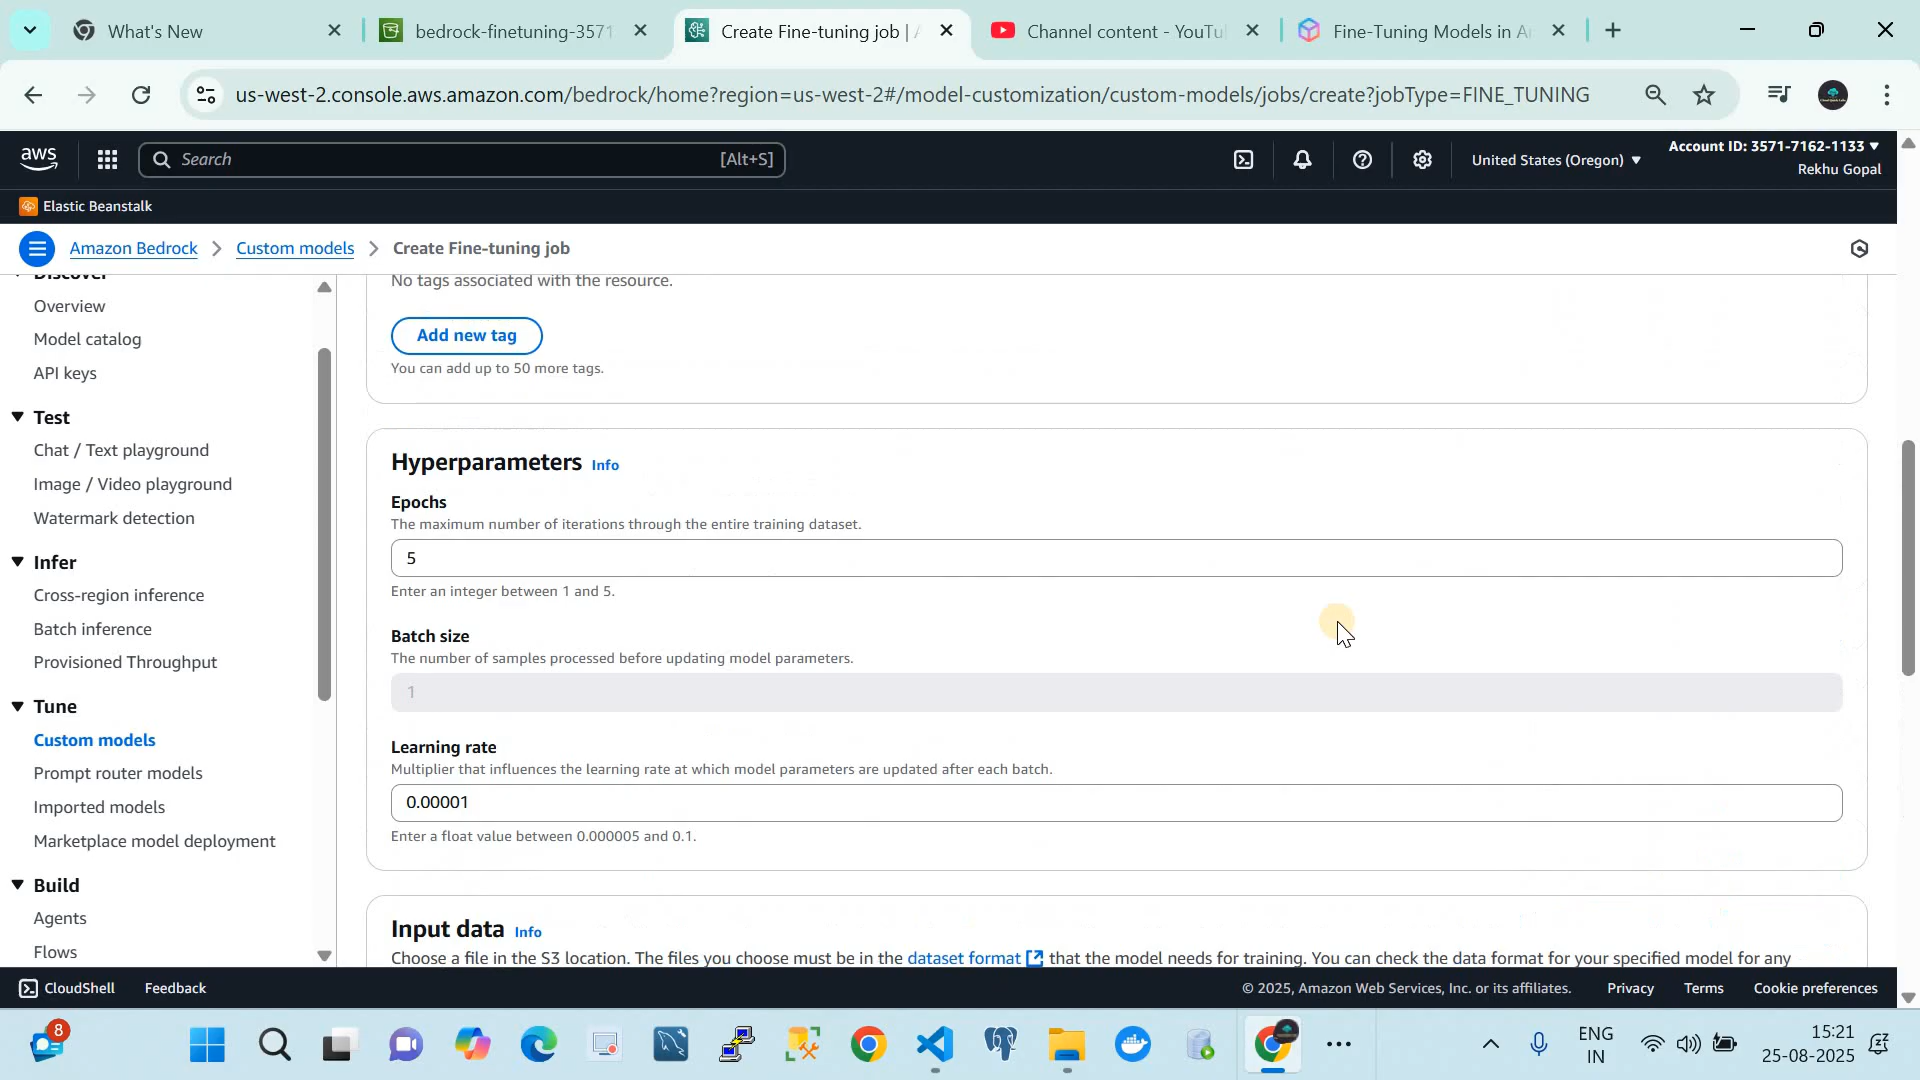 What's New
bedrock-finetuning-3571
Create Fine-tuning job |
Channel content - YouTu
Fine-Tuning Models in A
us-west-2.console.aws.amazon.com/bedrock/home?region=us-west-2#/model-customization/custom-models/jobs/create?jobType=FINE_TUNING
aws
Search
[Alt+S]
United States (Oregon)
Account ID: 3571-7162-1133
Rekhu Gopal
Elastic Beanstalk
Amazon Bedrock
Custom models
Create Fine-tuning job
Discover
Overview
Model catalog
API keys
Test
Chat / Text playground
Image / Video playground
Watermark detection
Infer
Cross-region inference
Batch inference
Provisioned Throughput
Tune
Custom models
Prompt router models
Imported models
Marketplace model deployment
Build
Agents
Flows
No tags associated with the resource.
Add new tag
You can add up to 50 more tags.
Hyperparameters Info
Epochs
The maximum number of iterations through the entire training dataset.
5
Enter an integer between 1 and 5.
Batch size
The number of samples processed before updating model parameters.
1
Learning rate
Multiplier that influences the learning rate at which model parameters are updated after each batch.
0.00001
Enter a float value between 0.000005 and 0.1.
Input data Info
Choose a file in the S3 location. The files you choose must be in the dataset format that the model needs for training. You can check the data format for your specified model for any
CloudShell
Feedback
© 2025, Amazon Web Services, Inc. or its affiliates.
Privacy
Terms
Cookie preferences
8
ENG
IN
15:21
25-08-2025